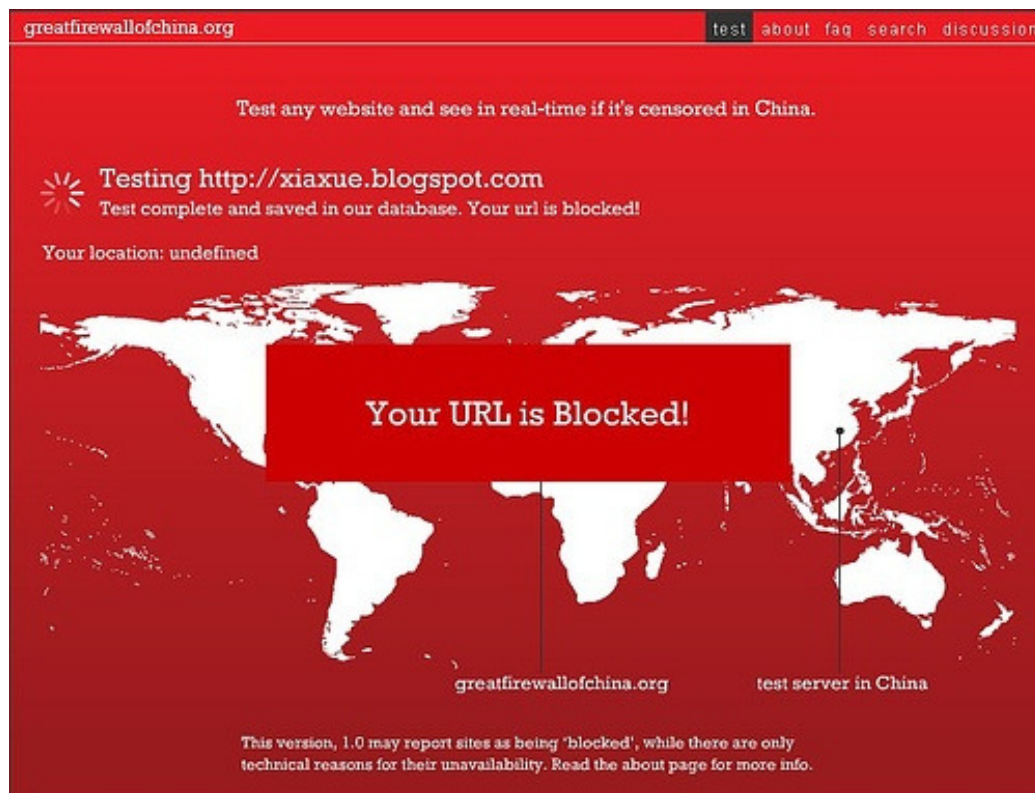 greatfirewallofchina.org
test about faq search discussion
Test any website and see in real-time if it's censored in China.
Testing http://xiaxue.blogspot.com
Test complete and saved in our database. Your url is blocked!
Your location: undefined
Your URL is Blocked!
greatfirewallofchina.org
test server in China
This version, 1.0 may report sites as being 'blocked', while there are only
technical reasons for their unavailability. Read the about page for more info.